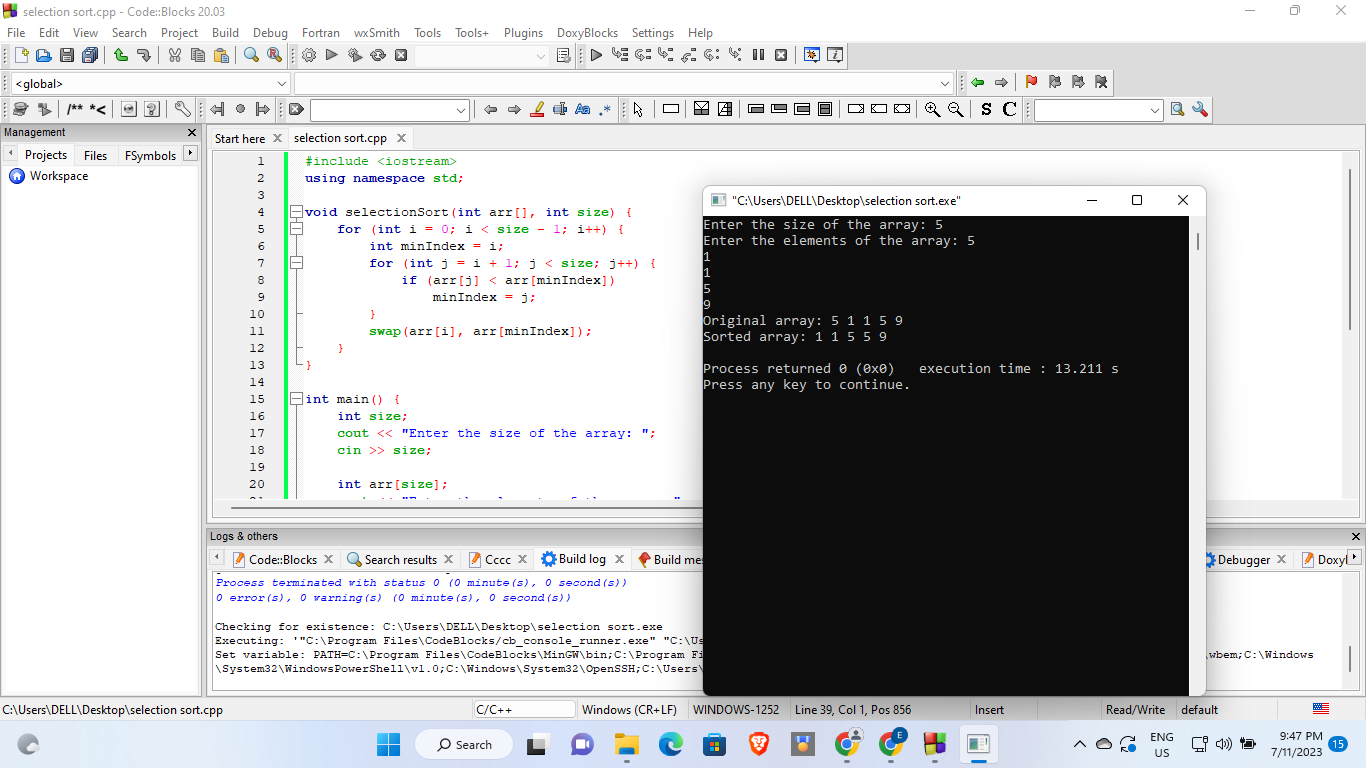 selection sort.cpp - Code::Blocks 20.03
File Edit View Search Project Build Debug Fortran wxSmith Tools Tools+ Plugins DoxyBlocks Settings Help
<global>
/** *<
S C
Management
Projects Files FSymbols
Workspace
Start here selection sort.cpp
1 #include <iostream>
2 using namespace std;
3
4 void selectionSort(int arr[], int size) {
5 for (int i = 0; i < size - 1; i++) {
6 int minIndex = i;
7 for (int j = i + 1; j < size; j++) {
8 if (arr[j] < arr[minIndex])
9 minIndex = j;
10 }
11 swap(arr[i], arr[minIndex]);
12 }
13 }
14
15 int main() {
16 int size;
17 cout << "Enter the size of the array: ";
18 cin >> size;
19
20 int arr[size];
"C:\Users\DELL\Desktop\selection sort.exe"
Enter the size of the array: 5
Enter the elements of the array: 5
1
1
5
9
Original array: 5 1 1 5 9
Sorted array: 1 1 5 5 9
Process returned 0 (0x0) execution time : 13.211 s
Press any key to continue.
Logs & others
Code::Blocks Search results Cccc Build log Build me Debugger Doxyl
Process terminated with status 0 (0 minute(s), 0 second(s))
0 error(s), 0 warning(s) (0 minute(s), 0 second(s))
Checking for existence: C:\Users\DELL\Desktop\selection sort.exe
Executing: '"C:\Program Files\CodeBlocks/cb_console_runner.exe" "C:\Us
Set variable: PATH=C:\Program Files\CodeBlocks\MinGW\bin;C:\Program Fi \wbem;C:\Windows
\System32\WindowsPowerShell\v1.0;C:\Windows\System32\OpenSSH;C:\Users\
C:\Users\DELL\Desktop\selection sort.cpp C/C++ Windows (CR+LF) WINDOWS-1252 Line 39, Col 1, Pos 856 Insert Read/Write default
Search
E
ENG
US
9:47 PM
7/11/2023
15